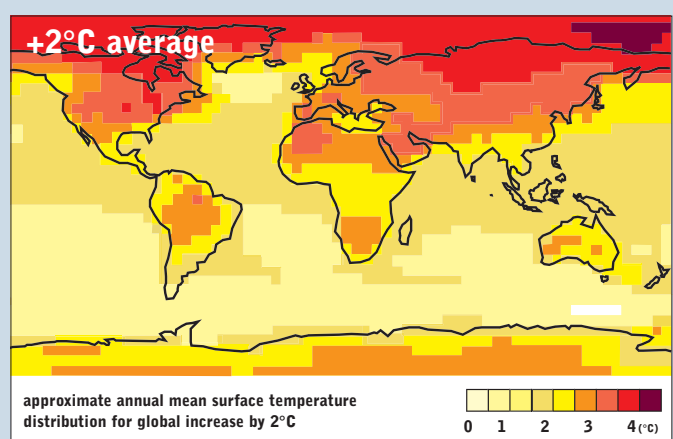 +2°C average
approximate annual mean surface temperature
distribution for global increase by 2°C
0 1 2 3 4 (°C)